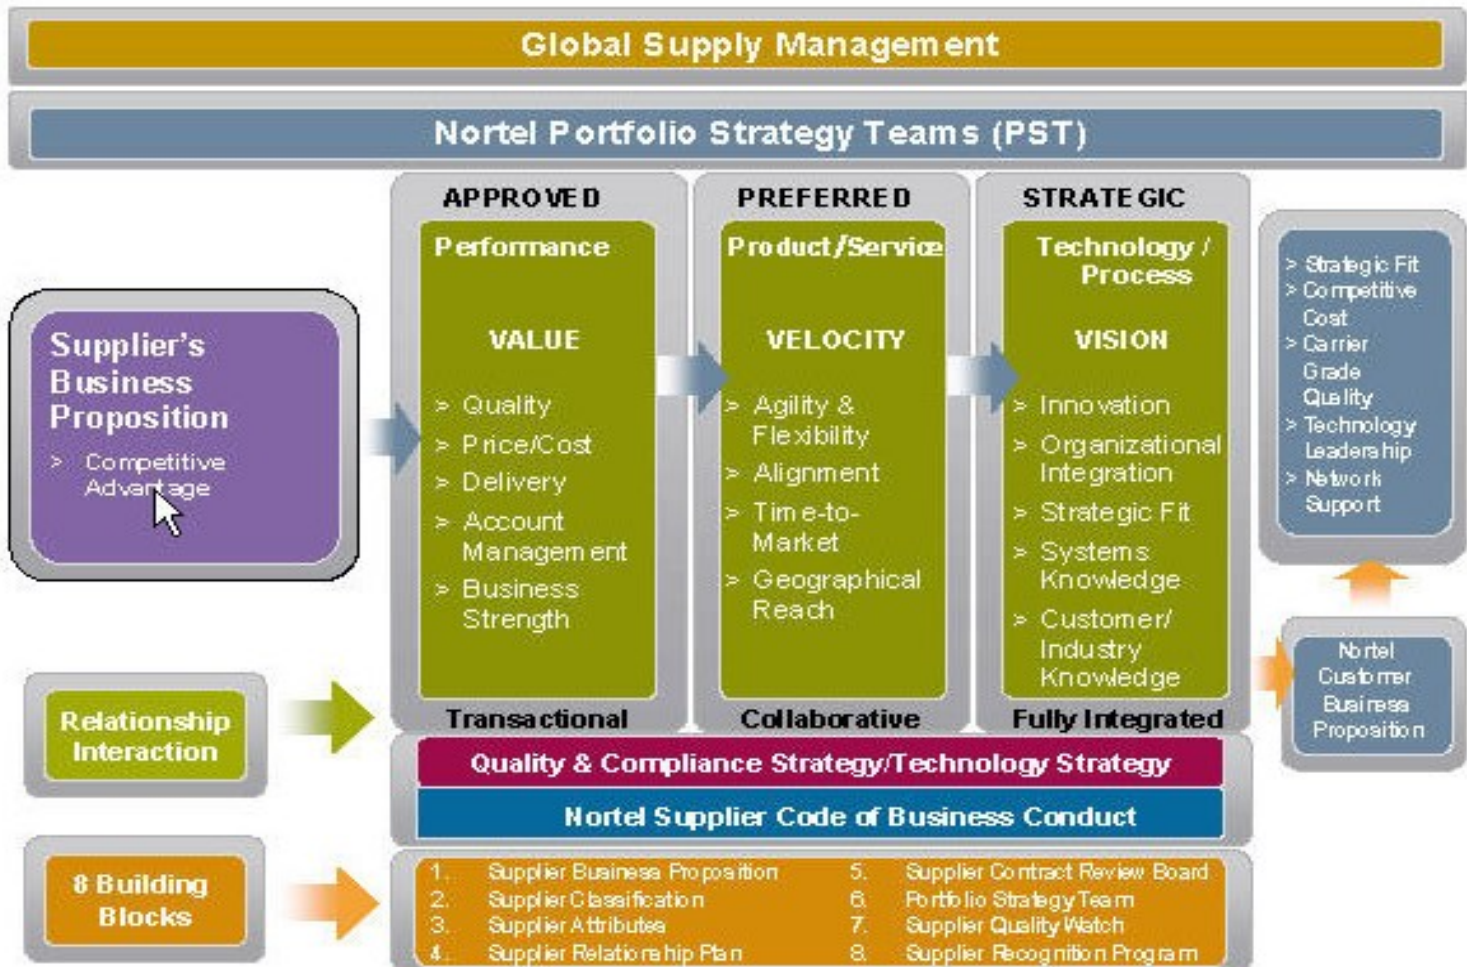 Global Supply Management
Nortel Portfolio Strategy Teams (PST)
APPROVED
Performance
VALUE
> Quality
> Price/Cost
> Delivery
> Account
Management
> Business
Strength
Transactional
PREFERRED
Product/Service
VELOCITY
> Agility &
Flexibility
> Alignment
> Time-to-
Market
> Geographical
Reach
Collaborative
STRATEGIC
Technology /
Process
VISION
> Innovation
> Organizational
Integration
> Strategic Fit
> Systems
Knowledge
> Customer/
Industry
Knowledge
Fully Integrated
Supplier's
Business
Proposition
> Competitive
Advantage
> Strategic Fit
> Competitive
Cost
> Carrier
Grade
Quality
> Technology
Leadership
> Network
Support
Nortel
Customer
Business
Proposition
Relationship
Interaction
Quality & Compliance Strategy/Technology Strategy
Nortel Supplier Code of Business Conduct
8 Building
Blocks
1. Supplier Business Proposition
2. Supplier Classification
3. Supplier Attributes
4. Supplier Relationship Plan
5. Supplier Contract Review Board
6. Portfolio Strategy Team
7. Supplier Quality Watch
8. Supplier Recognition Program